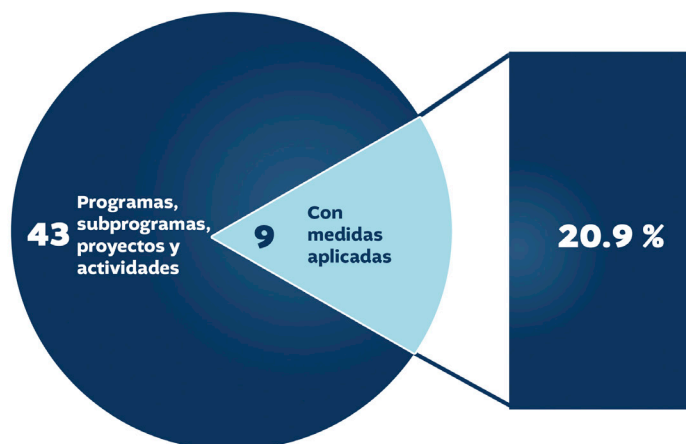 43
Programas,
subprogramas,
proyectos y
actividades
9
Con
medidas
aplicadas
20.9 %